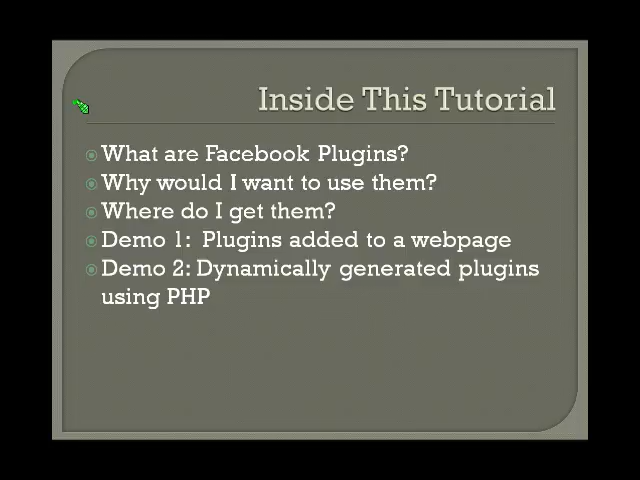 Inside This Tutorial
What are Facebook Plugins?
Why would I want to use them?
Where do I get them?
Demo 1:  Plugins added to a webpage
Demo 2: Dynamically generated plugins
using PHP